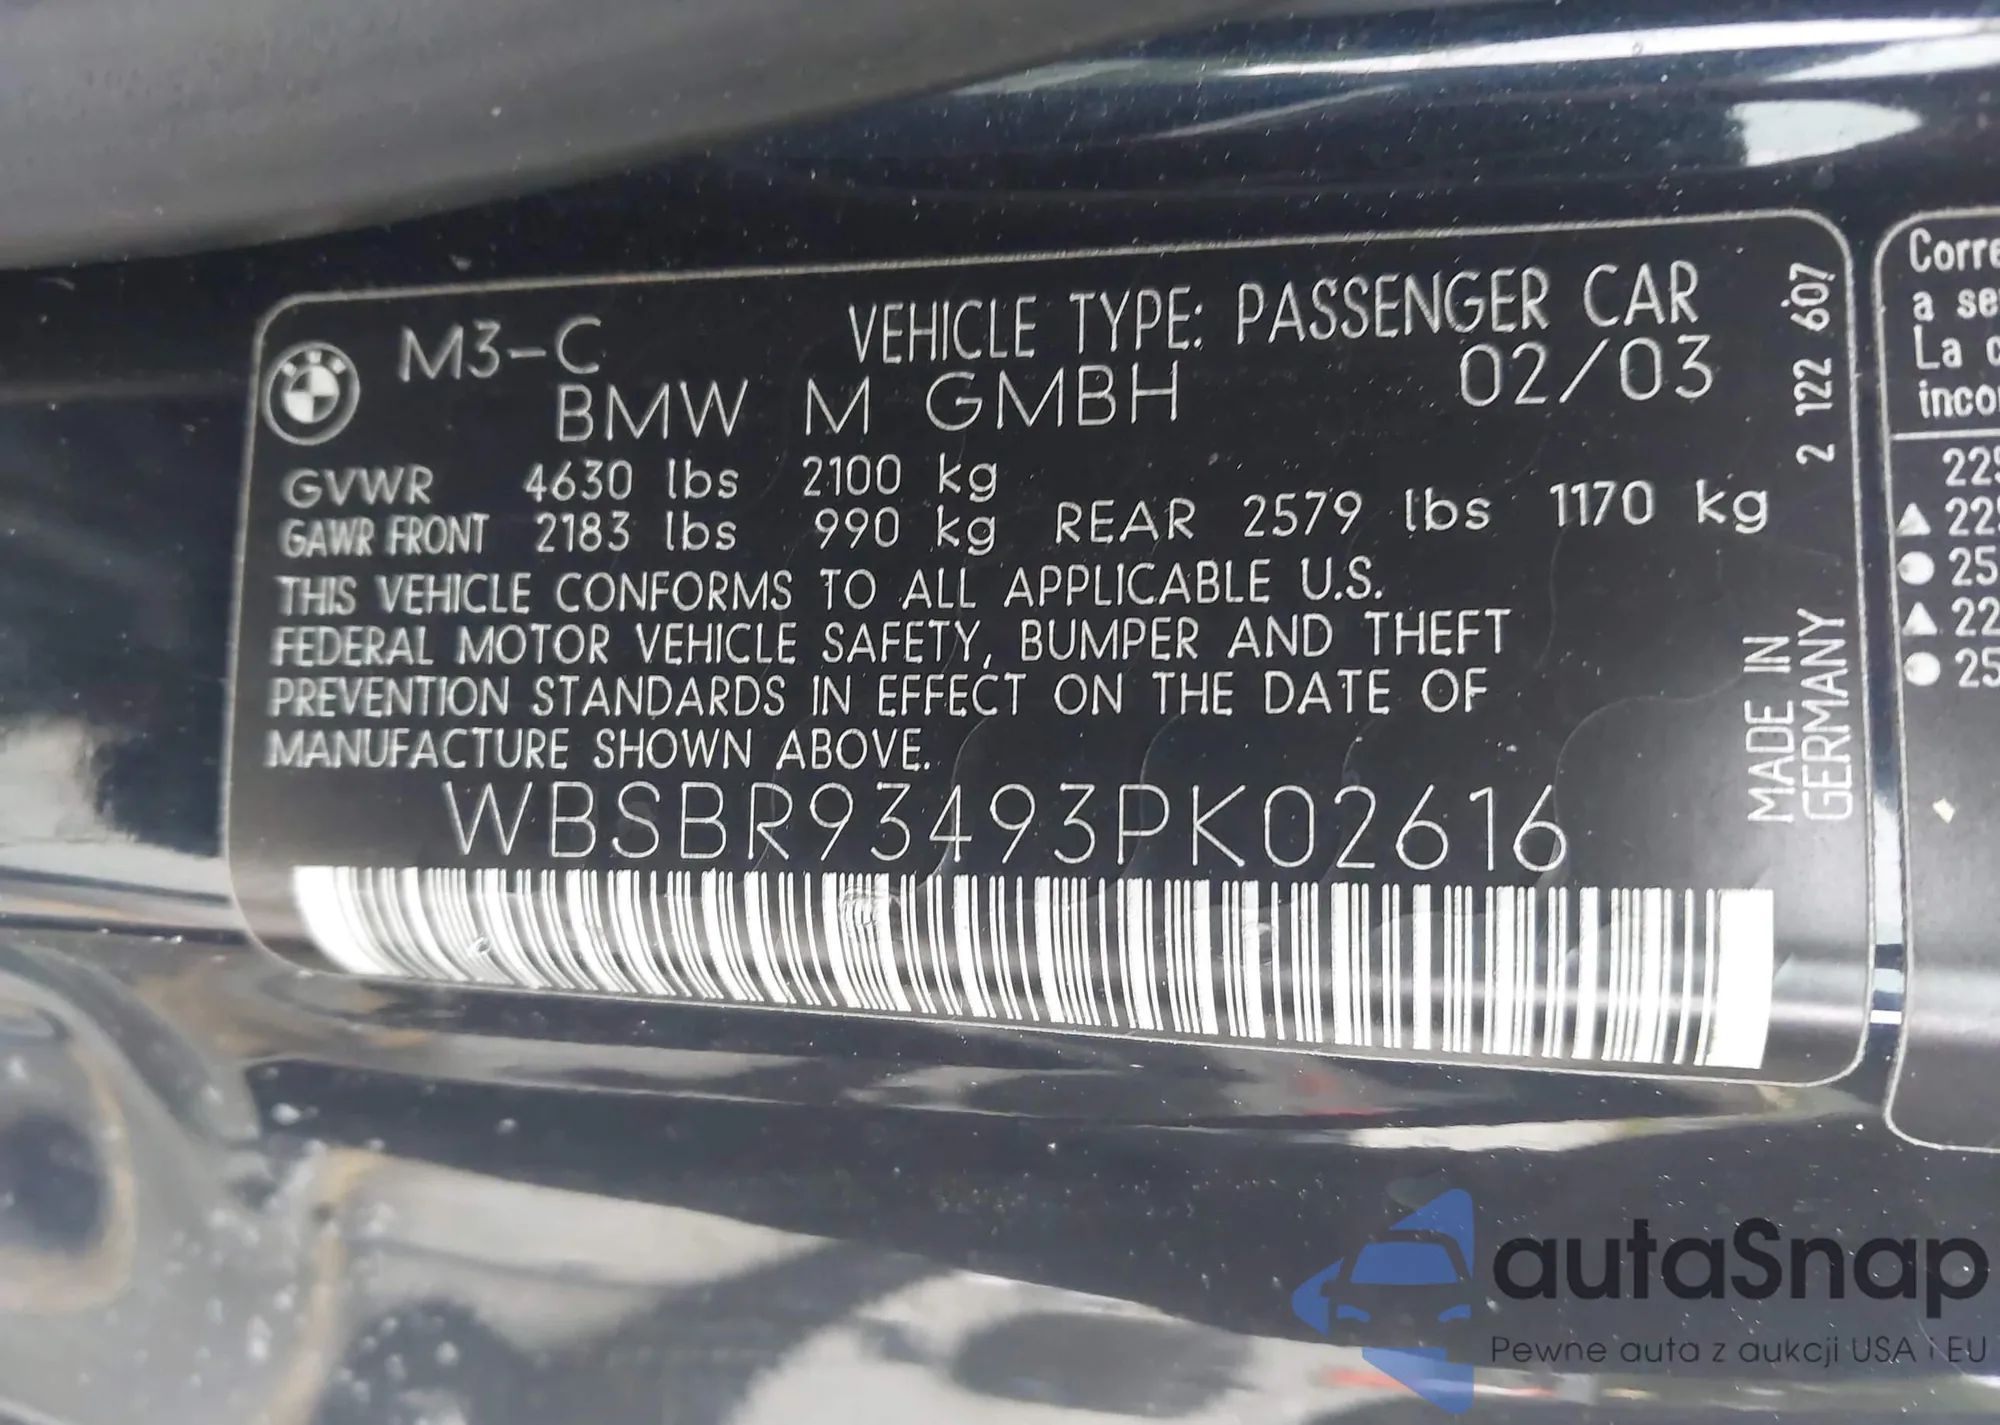 M3-C VEHICLE TYPE: PASSENGER CAR
BMW M GMBH 02/03
GVWR 4630 lbs 2100 kg
GAWR FRONT 2183 lbs 990 kg REAR 2579 lbs 1170 kg
THIS VEHICLE CONFORMS TO ALL APPLICABLE U.S.
FEDERAL MOTOR VEHICLE SAFETY, BUMPER AND THEFT
PREVENTION STANDARDS IN EFFECT ON THE DATE OF
MANUFACTURE SHOWN ABOVE.
WBSBR93493PK02616
2 122 607
MADE IN
GERMANY
a
La
autaSnap
Pewne auta z aukcji USA i EU